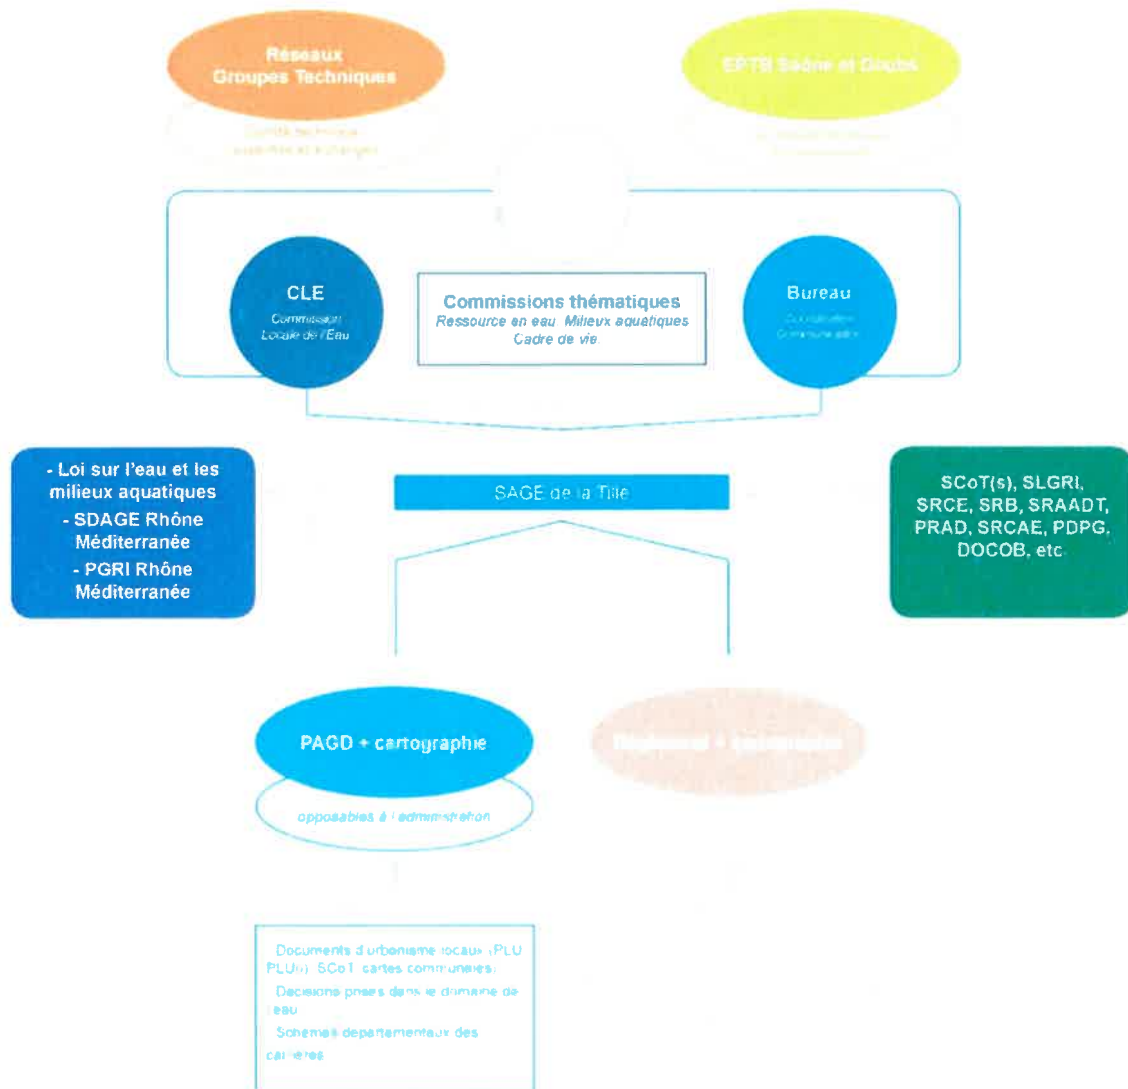 Réseaux
Groupes Techniques
EPTB Saône et Doubs
CLE
Commission
Locale de l'Eau
Commissions thématiques
Ressource en eau Milieux aquatiques
Cadre de vie
Bureau
- Loi sur l'eau et les
milieux aquatiques
- SDAGE Rhône
Méditerranée
- PGRI Rhône
Méditerranée
SAGE de la Tille
SCoT(s), SLGRI,
SRCE, SRB, SRAADT,
PRAD, SRCAE, PDPG,
DOCOB, etc
PAGD + cartographie
opposables à l'administration
Documents d'urbanisme locaux (PLU
SCoT cartes communales
Décisions prises dans le domaine de
l'eau
Schémas départementaux des
carrières